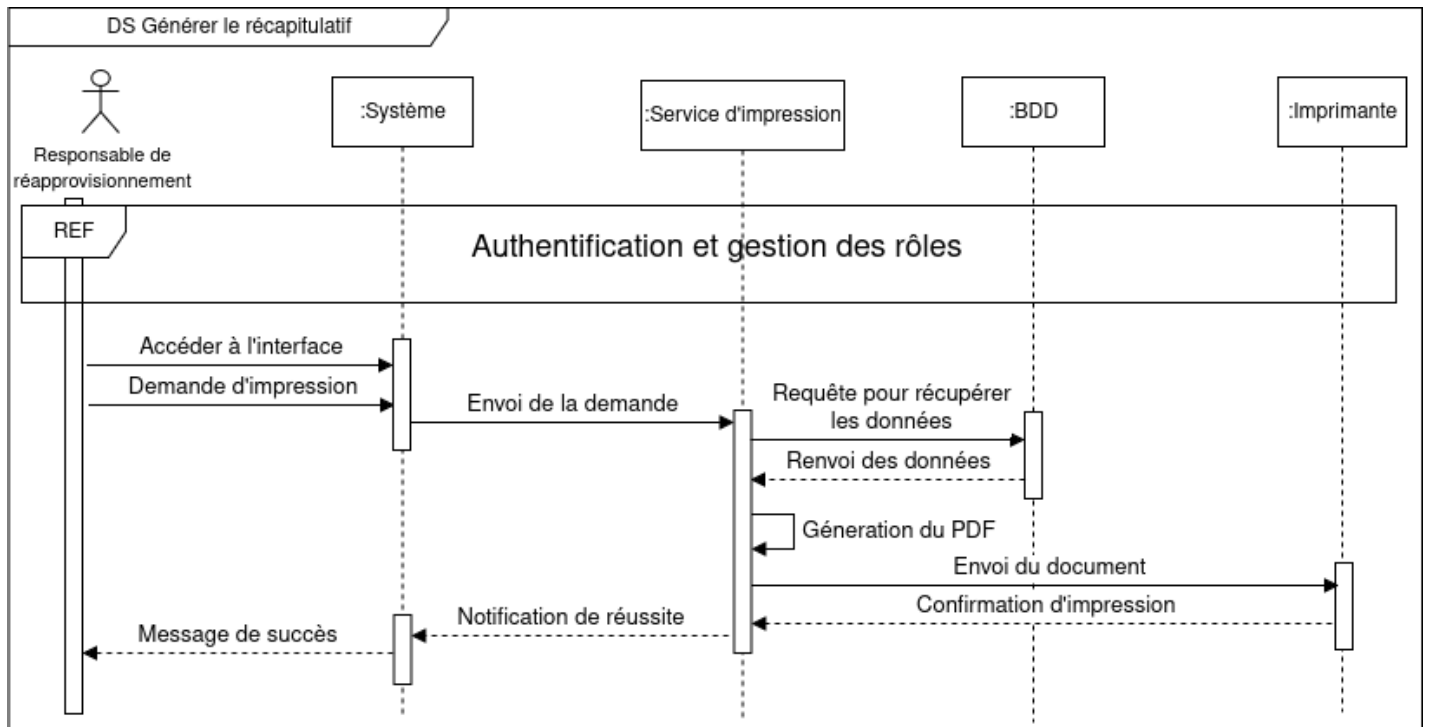 DS Générer le récapitulatif
:Système
:Service d'impression
:BDD
:Imprimante
Responsable de
réapprovisionnement
REF
Authentification et gestion des rôles
Accéder à l'interface
Demande d'impression
Envoi de la demande
Requête pour récupérer
les données
Renvoi des données
Géneration du PDF
Envoi du document
Confirmation d'impression
Notification de réussite
Message de succès